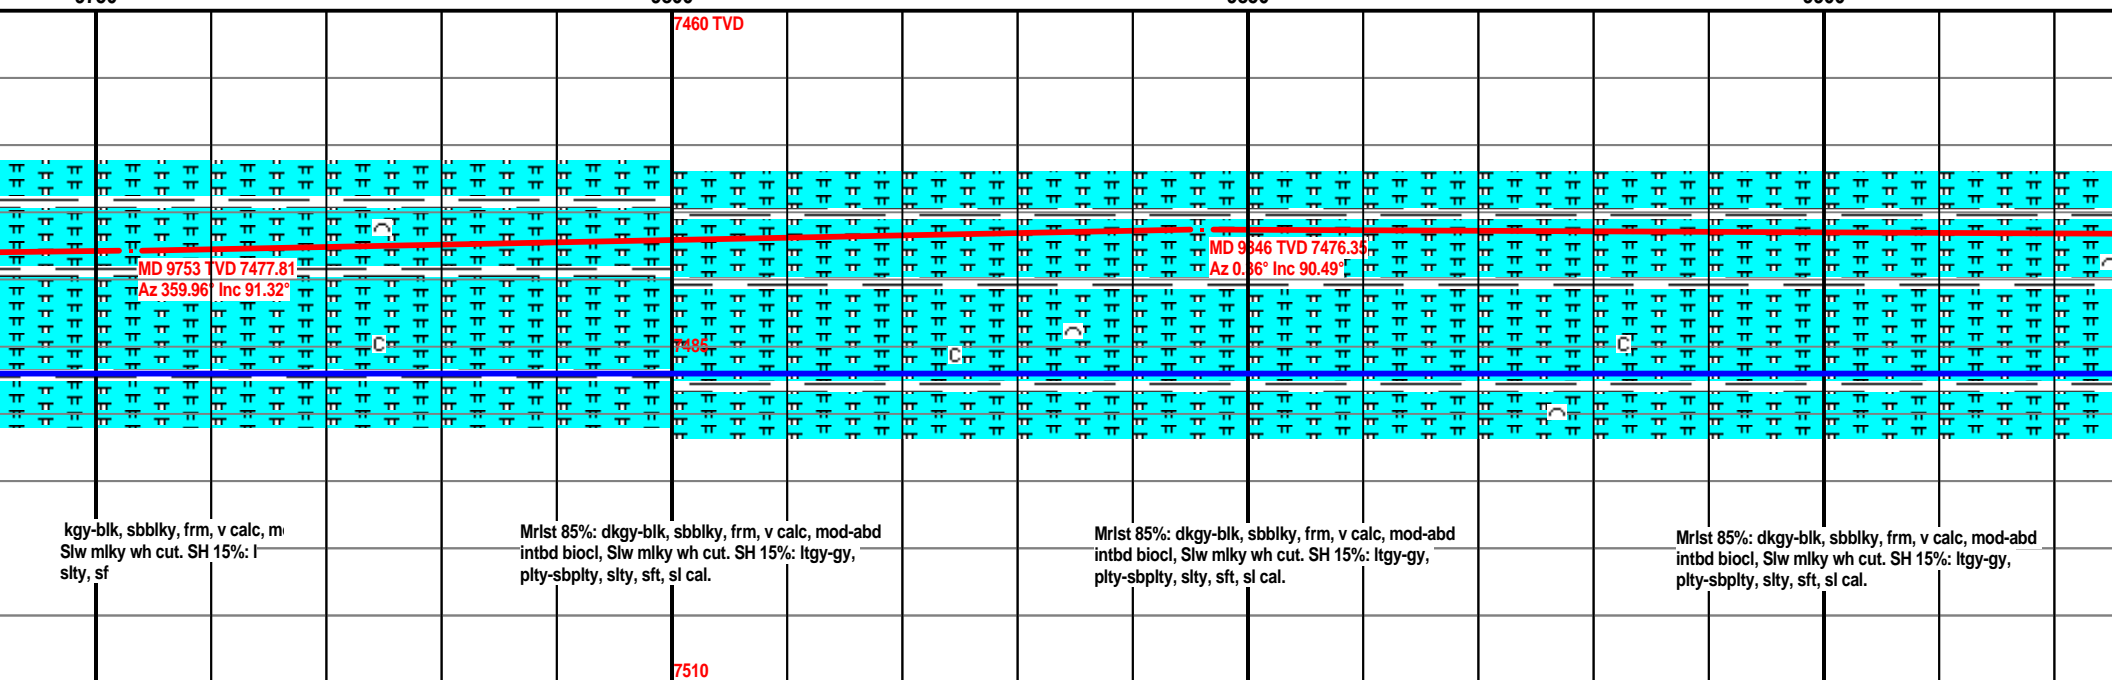 7460 TVD
MD 9753 TVD 7477.81
Az 359.96° Inc 91.32°
MD 9846 TVD 7476.35
Az 0.36° Inc 90.49°
C
C
C
7485
kgy-blk, sbblky, frm, v calc, m
Slw mlky wh cut. SH 15%: l
slty, sf
Mrlst 85%: dkgy-blk, sbblky, frm, v calc, mod-abd
intbd biocl, Slw mlky wh cut. SH 15%: ltgy-gy,
plty-sbplty, slty, sft, sl cal.
Mrlst 85%: dkgy-blk, sbblky, frm, v calc, mod-abd
intbd biocl, Slw mlky wh cut. SH 15%: ltgy-gy,
plty-sbplty, slty, sft, sl cal.
Mrlst 85%: dkgy-blk, sbblky, frm, v calc, mod-abd
intbd biocl, Slw mlky wh cut. SH 15%: ltgy-gy,
plty-sbplty, slty, sft, sl cal.
7510